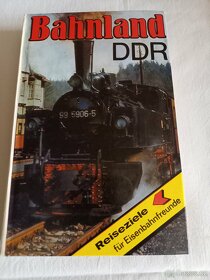 Bahnland
DDR
99 5906-5
Reiseziele
für Eisenbahnfreunde